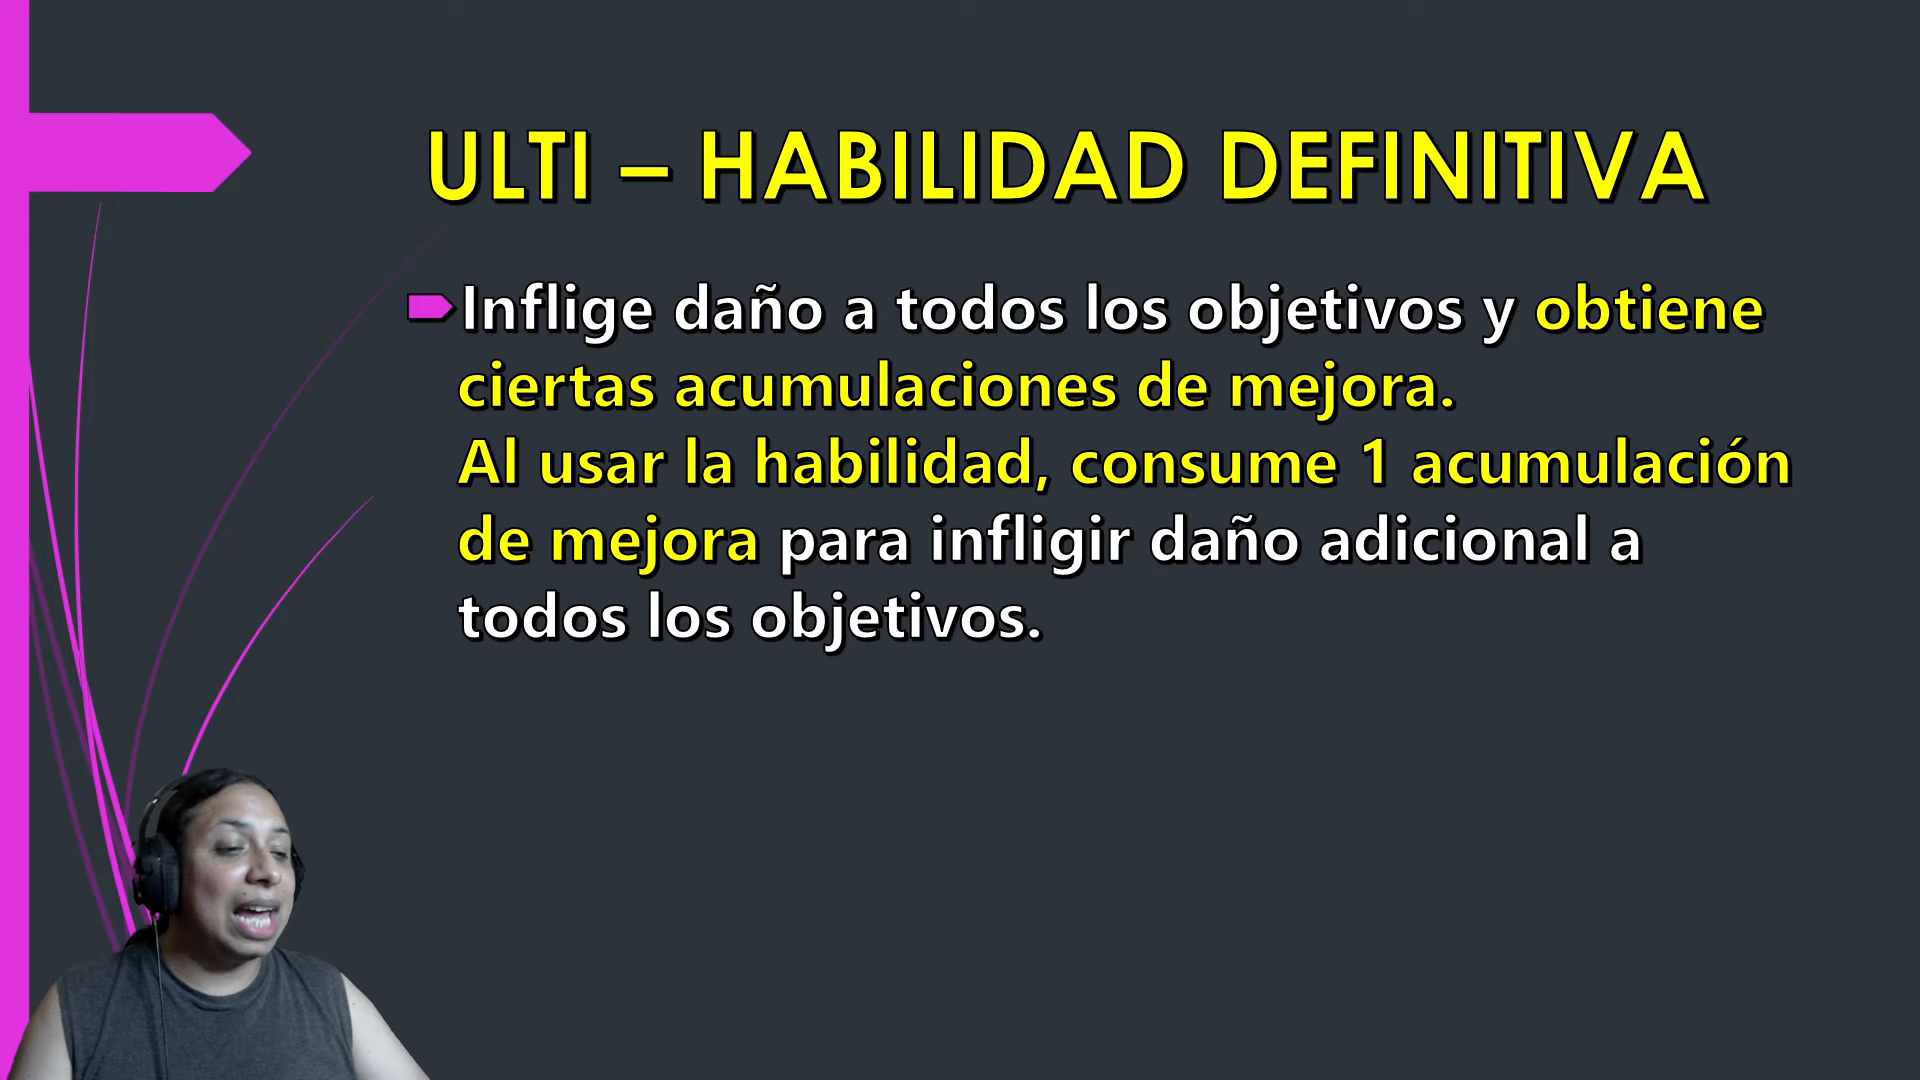 ULTI – HABILIDAD DEFINITIVA
Inflige daño a todos los objetivos y obtiene
ciertas acumulaciones de mejora.
Al usar la habilidad, consume 1 acumulación
de mejora para infligir daño adicional a
todos los objetivos.